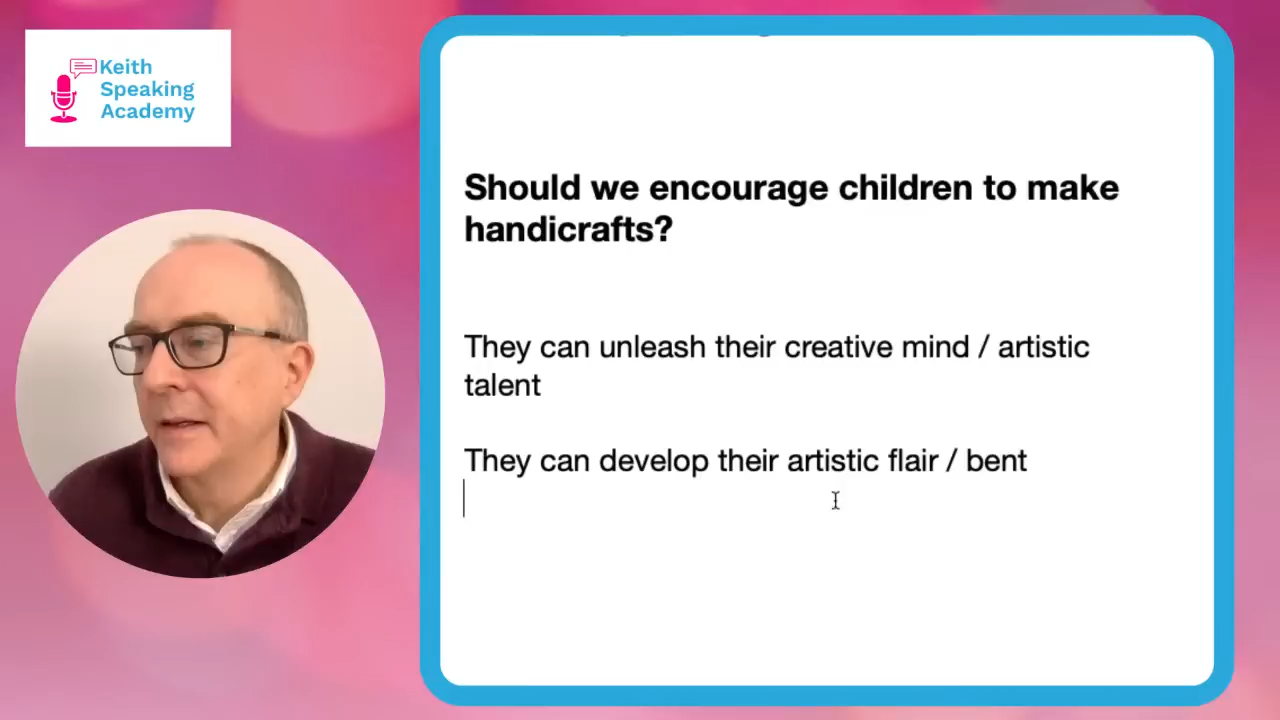 Keith
Speaking
Academy
Should we encourage children to make
handicrafts?
They can unleash their creative mind / artistic
talent
They can develop their artistic flair / bent